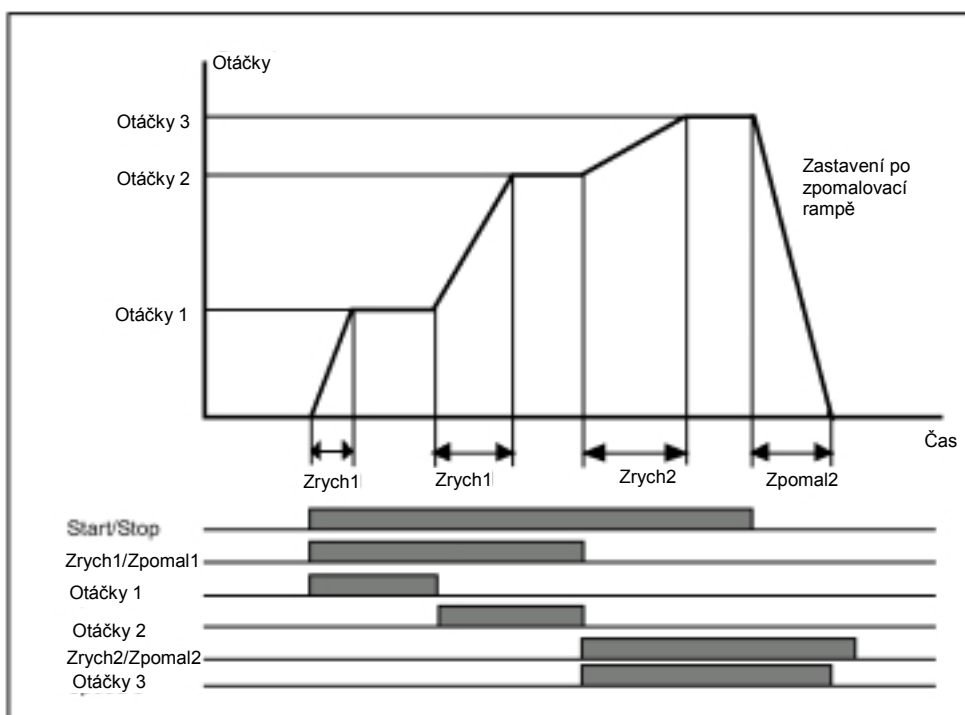 Otáčky
Otáčky 3
Otáčky 2
Zastavení po
zpomalovací
rampě
Otáčky 1
Čas
Zrych1
Zrych1
Zrych2
Zpomal2
Start/Stop
Zrych1/Zpomal1
Otáčky 1
Otáčky 2
Zrych2/Zpomal2
Otáčky 3